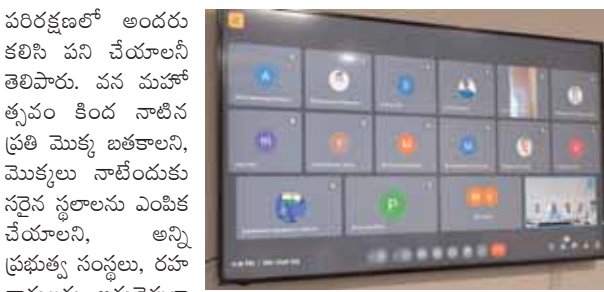 పరిరక్షణలో అందరు
కలిసి పని చేయాలనీ
తెలిపారు. వన మహో
త్సవం కింద నాటిన
ప్రతి మొక్క బతకాలని,
మొక్కలు నాటేందుకు
సరైన స్థలాలను ఎంపిక
చేయాలని, అన్ని
ప్రభుత్వ సంస్థలు, రహ